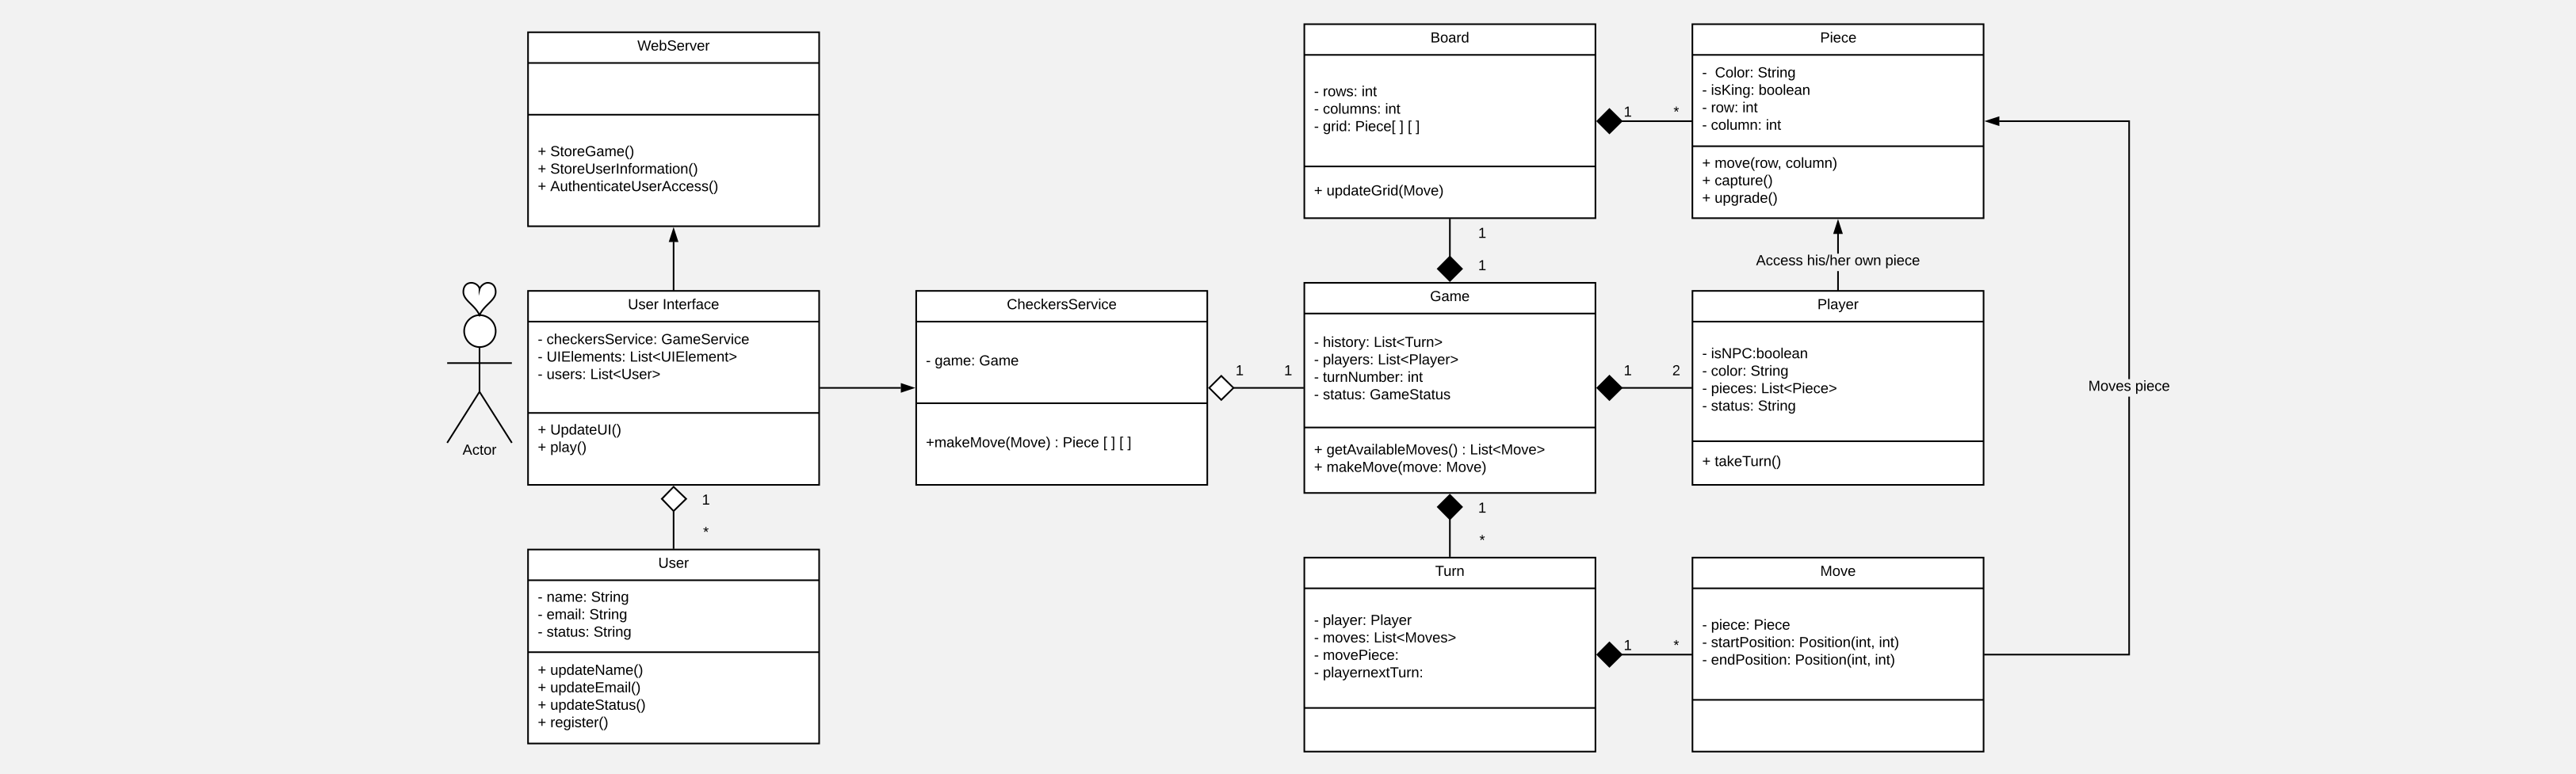 WebServer
+ StoreGame()
+ StoreUserInformation()
+ AuthenticateUserAccess()
Actor
User Interface
- checkersService: GameService
- UIElements: List<UIElement>
- users: List<User>
+ UpdateUI()
+ play()
1
*
User
- name: String
- email: String
- status: String
+ updateName()
+ updateEmail()
+ updateStatus()
+ register()
CheckersService
- game: Game
+makeMove(Move) : Piece [ ] [ ]
1
1
Board
- rows: int
- columns: int
- grid: Piece[ ] [ ]
+ updateGrid(Move)
1
*
1
1
Game
- history: List<Turn>
- players: List<Player>
- turnNumber: int
- status: GameStatus
+ getAvailableMoves() : List<Move>
+ makeMove(move: Move)
1
2
1
*
Turn
- player: Player
- moves: List<Moves>
- movePiece:
- playernextTurn:
1
*
Piece
- Color: String
- isKing: boolean
- row: int
- column: int
+ move(row, column)
+ capture()
+ upgrade()
Access his/her own piece
Player
- isNPC:boolean
- color: String
- pieces: List<Piece>
- status: String
+ takeTurn()
Move
- piece: Piece
- startPosition: Position(int, int)
- endPosition: Position(int, int)
Moves piece